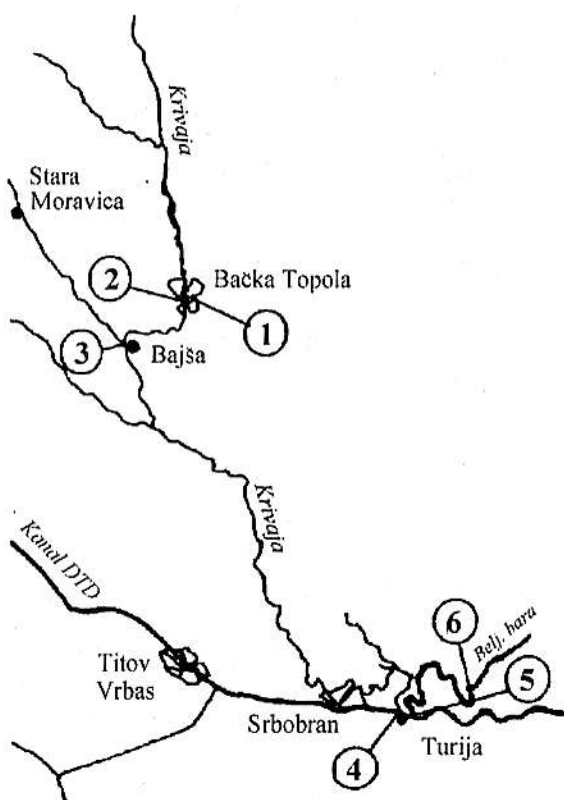 Krivaja
Stara
Moravica
2
Bačka Topola
1
3
Bajša
Krivaja
Kanal DTD
6
Belj. bara
Titov
Vrbas
5
Srbobran
4
Turija